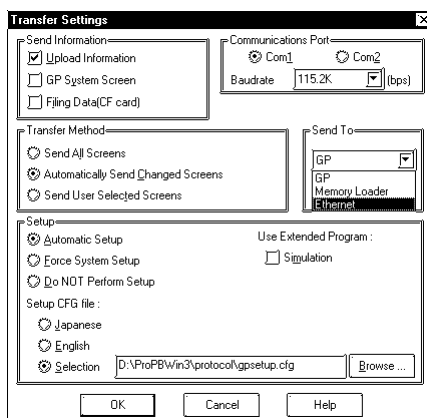 Transfer Settings
Send Information
Upload Information
GP System Screen
Filing Data(CF card)
Communications Port
Com1
Com2
Baudrate
115.2K
(bps)
Transfer Method
Send All Screens
Automatically Send Changed Screens
Send User Selected Screens
Send To
GP
GP
Memory Loader
Ethernet
Setup
Automatic Setup
Force System Setup
Do NOT Perform Setup
Use Extended Program :
Simulation
Setup CFG file :
Japanese
English
Selection
D:\ProPBWin3\protocol\gpsetup.cfg
Browse ...
OK
Cancel
Help